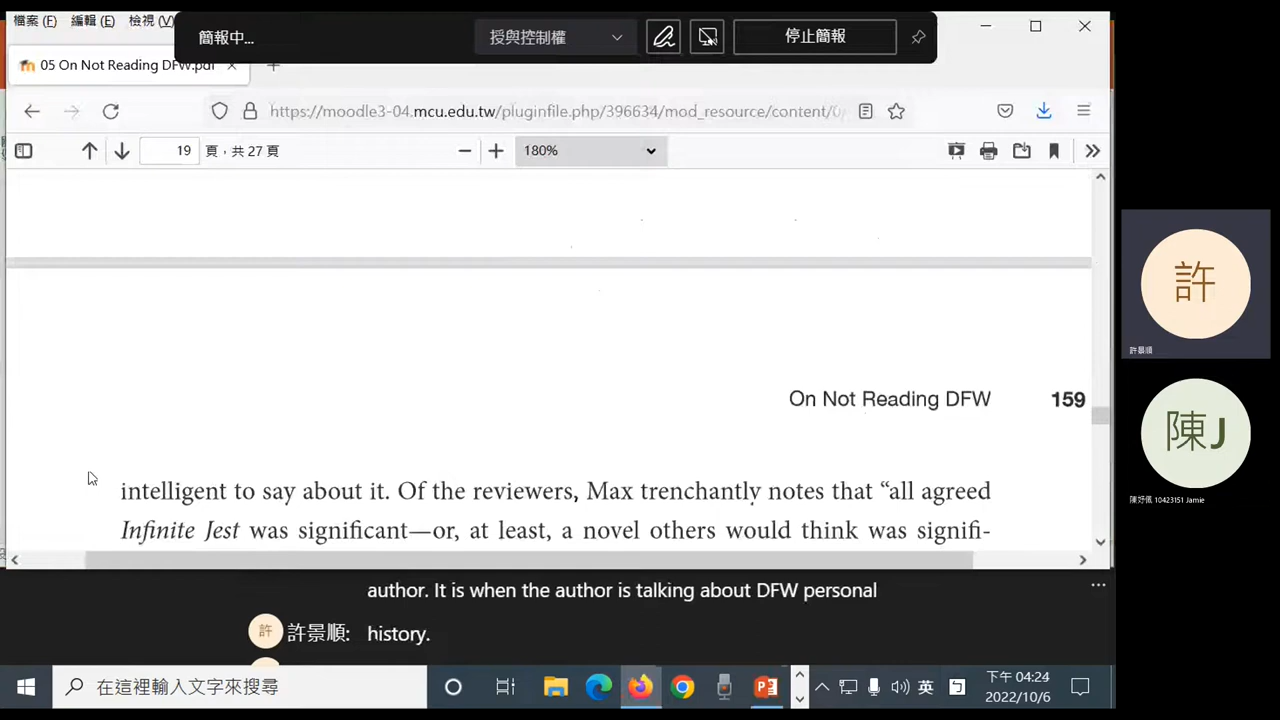 檔案 (F) 編輯 (E) 檢視 (V)
簡報中...
授與控制權
停止簡報
05 On Not Reading DFW.pdf
https://moodle3-04.mcu.edu.tw/pluginfile.php/396634/mod_resource/content/0
19 頁，共 27 頁
180%
On Not Reading DFW 159
intelligent to say about it. Of the reviewers, Max trenchantly notes that “all agreed
Infinite Jest was significant—or, at least, a novel others would think was signifi-
author. It is when the author is talking about DFW personal
許 許景順: history.
許
許景順
陳J
陳妤佩 10423151 Jamie
在這裡輸入文字來搜尋
英
下午 04:24
2022/10/6